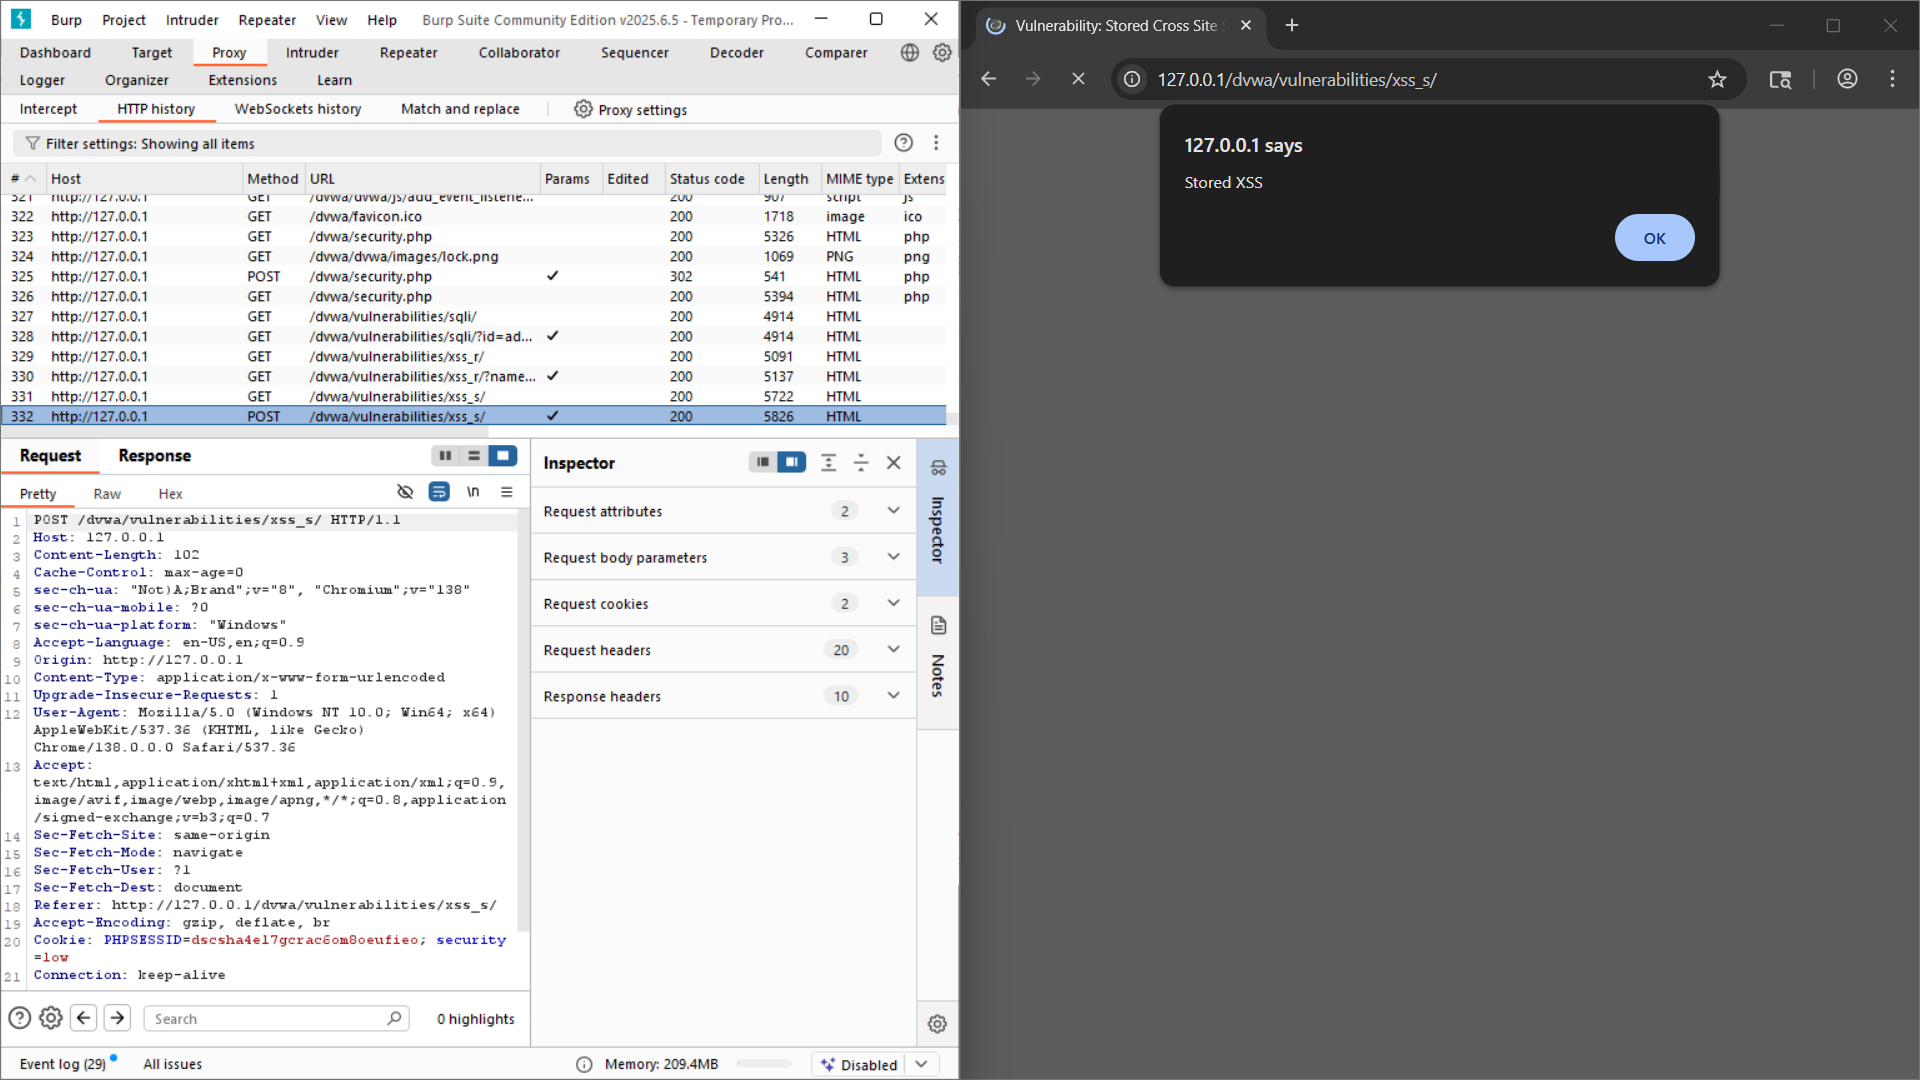 Burp Project Intruder Repeater View Help Burp Suite Community Edition v2025.6.5 - Temporary Pro...
Dashboard Target Proxy Intruder Repeater Collaborator Sequencer Decoder Comparer
Logger Organizer Extensions Learn
Intercept HTTP history WebSockets history Match and replace Proxy settings
Filter settings: Showing all items
# Host Method URL Params Edited Status code Length MIME type Extens
321 http://127.0.0.1 GET /dvwa/dvwa/js/add_event_listene... 200 907 script js
322 http://127.0.0.1 GET /dvwa/favicon.ico 200 1718 image ico
323 http://127.0.0.1 GET /dvwa/security.php 200 5326 HTML php
324 http://127.0.0.1 GET /dvwa/dvwa/images/lock.png 200 1069 PNG png
325 http://127.0.0.1 POST /dvwa/security.php ✓ 302 541 HTML php
326 http://127.0.0.1 GET /dvwa/security.php 200 5394 HTML php
327 http://127.0.0.1 GET /dvwa/vulnerabilities/sqli/ 200 4914 HTML
328 http://127.0.0.1 GET /dvwa/vulnerabilities/sqli/?id=ad... ✓ 200 4914 HTML
329 http://127.0.0.1 GET /dvwa/vulnerabilities/xss_r/ 200 5091 HTML
330 http://127.0.0.1 GET /dvwa/vulnerabilities/xss_r/?name... ✓ 200 5137 HTML
331 http://127.0.0.1 GET /dvwa/vulnerabilities/xss_s/ 200 5722 HTML
332 http://127.0.0.1 POST /dvwa/vulnerabilities/xss_s/ ✓ 200 5826 HTML
Request Response
Pretty Raw Hex \n
1 POST /dvwa/vulnerabilities/xss_s/ HTTP/1.1
2 Host: 127.0.0.1
3 Content-Length: 102
4 Cache-Control: max-age=0
5 sec-ch-ua: "Not)A;Brand";v="8", "Chromium";v="138"
6 sec-ch-ua-mobile: ?0
7 sec-ch-ua-platform: "Windows"
8 Accept-Language: en-US,en;q=0.9
9 Origin: http://127.0.0.1
10 Content-Type: application/x-www-form-urlencoded
11 Upgrade-Insecure-Requests: 1
12 User-Agent: Mozilla/5.0 (Windows NT 10.0; Win64; x64)
AppleWebKit/537.36 (KHTML, like Gecko)
Chrome/138.0.0.0 Safari/537.36
13 Accept:
text/html,application/xhtml+xml,application/xml;q=0.9,
image/avif,image/webp,image/apng,*/*;q=0.8,application
/signed-exchange;v=b3;q=0.7
14 Sec-Fetch-Site: same-origin
15 Sec-Fetch-Mode: navigate
16 Sec-Fetch-User: ?1
17 Sec-Fetch-Dest: document
18 Referer: http://127.0.0.1/dvwa/vulnerabilities/xss_s/
19 Accept-Encoding: gzip, deflate, br
20 Cookie: PHPSESSID=dscsha4el7gcrac6om8oeufieo; security
=low
21 Connection: keep-alive
Search 0 highlights
Inspector
Request attributes 2
Request body parameters 3
Request cookies 2
Request headers 20
Response headers 10
Inspector
Notes
Event log (29) All issues Memory: 209.4MB Disabled
Vulnerability: Stored Cross Site
127.0.0.1/dvwa/vulnerabilities/xss_s/
127.0.0.1 says
Stored XSS
OK